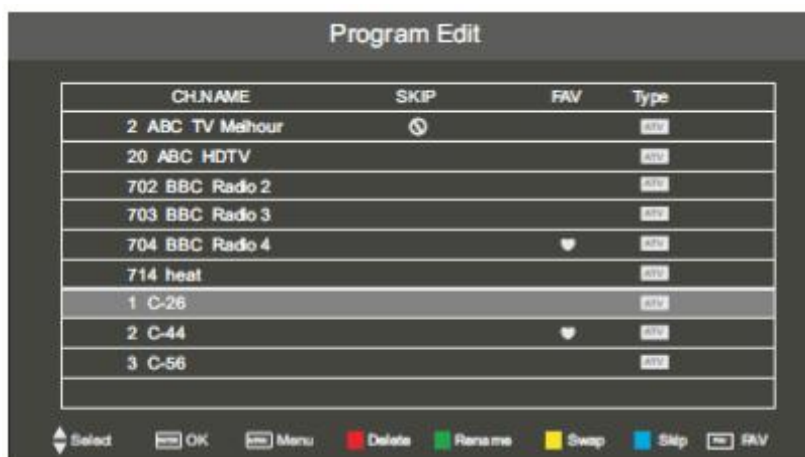 Program Edit
CH.NAME SKIP FAV Type
2 ABC TV Melhour ATV
20 ABC HDTV ATV
702 BBC Radio 2 ATV
703 BBC Radio 3 ATV
704 BBC Radio 4 ATV
714 heat ATV
1 C-26 ATV
2 C-44 ATV
3 C-56 ATV
Select OK Menu Delete Rename Swap Skip FAV